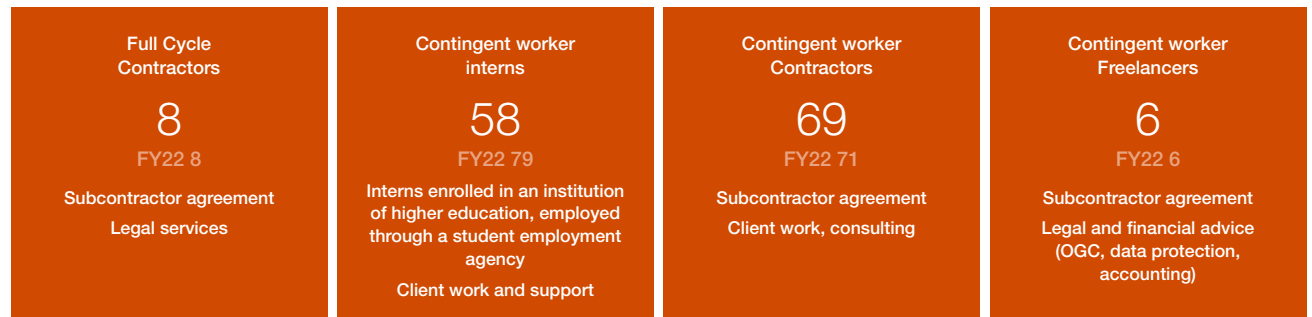 Full Cycle
Contractors
8
FY22 8
Subcontractor agreement
Legal services
Contingent worker
interns
58
FY22 79
Interns enrolled in an institution
of higher education, employed
through a student employment
agency
Client work and support
Contingent worker
Contractors
69
FY22 71
Subcontractor agreement
Client work, consulting
Contingent worker
Freelancers
6
FY22 6
Subcontractor agreement
Legal and financial advice
(OGC, data protection,
accounting)